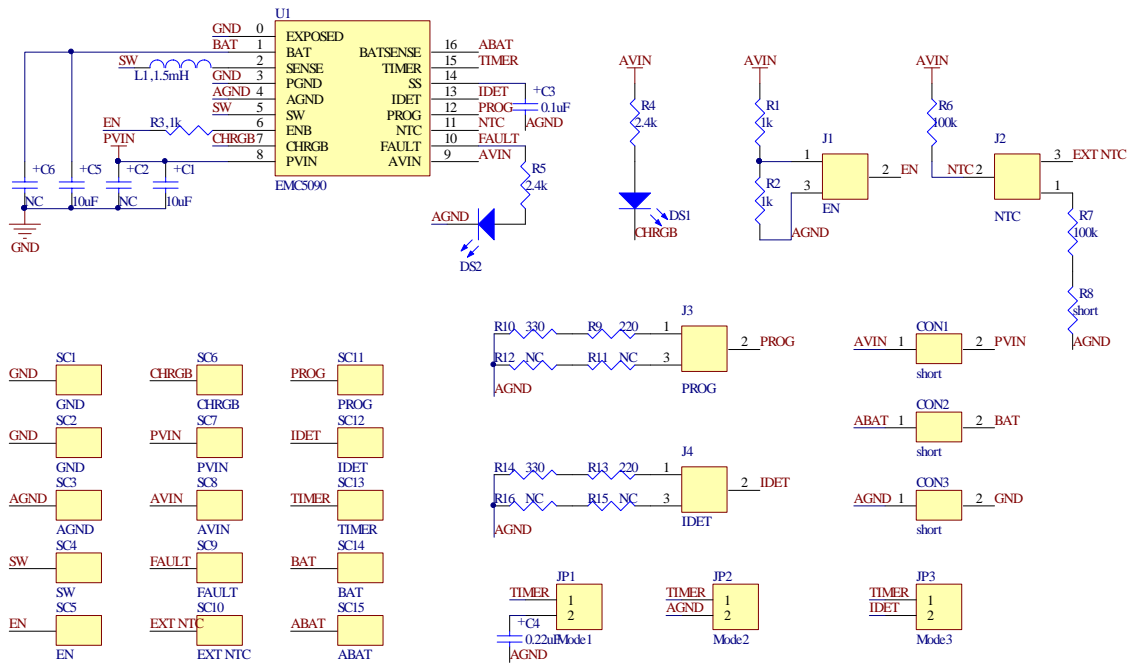 U1
GND 0 EXPOSED
BAT 1 BAT BATSENSE 16 ABAT
SW 2 SENSE TIMER 15 TIMER
L1,1.5mH
GND 3 PGND SS 14
AGND 4 AGND IDET 13 IDET
SW 5 SW PROG 12 PROG
EN R3,1k 6 ENB NTC 11 NTC
CHRGB 7 CHRGB FAULT 10 FAULT
PVIN 8 PVIN AVIN 9 AVIN
EMC5090
+C3
0.1uF
AGND
+C6 +C5 +C2 +C1
NC 10uF NC 10uF
GND
R5
2.4k
AGND
DS2
AVIN
R4
2.4k
DS1
CHRGB
AVIN
R1
1k
R2
1k
AGND
J1
1
3
2 EN
EN
AVIN
R6
100k
NTC 2
J2
3 EXT NTC
1
NTC
R7
100k
R8
short
AGND
SC1
GND
GND
SC2
GND
GND
SC3
AGND
AGND
SC4
SW
SW
SC5
EN
EN
SC6
CHRGB
CHRGB
SC7
PVIN
PVIN
SC8
AVIN
AVIN
SC9
FAULT
FAULT
SC10
EXT NTC
EXT NTC
SC11
PROG
PROG
SC12
IDET
IDET
SC13
TIMER
TIMER
SC14
BAT
BAT
SC15
ABAT
ABAT
J3
R10 330 R9 220 1
2 PROG
R12 NC R11 NC 3
AGND
PROG
J4
R14 330 R13 220 1
2 IDET
R16 NC R15 NC 3
AGND
IDET
CON1
AVIN 1 2 PVIN
short
CON2
ABAT 1 2 BAT
short
CON3
AGND 1 2 GND
short
JP1
TIMER 1
2
+C4
0.22uF
Mode1
AGND
JP2
TIMER 1
AGND 2
Mode2
JP3
TIMER 1
IDET 2
Mode3